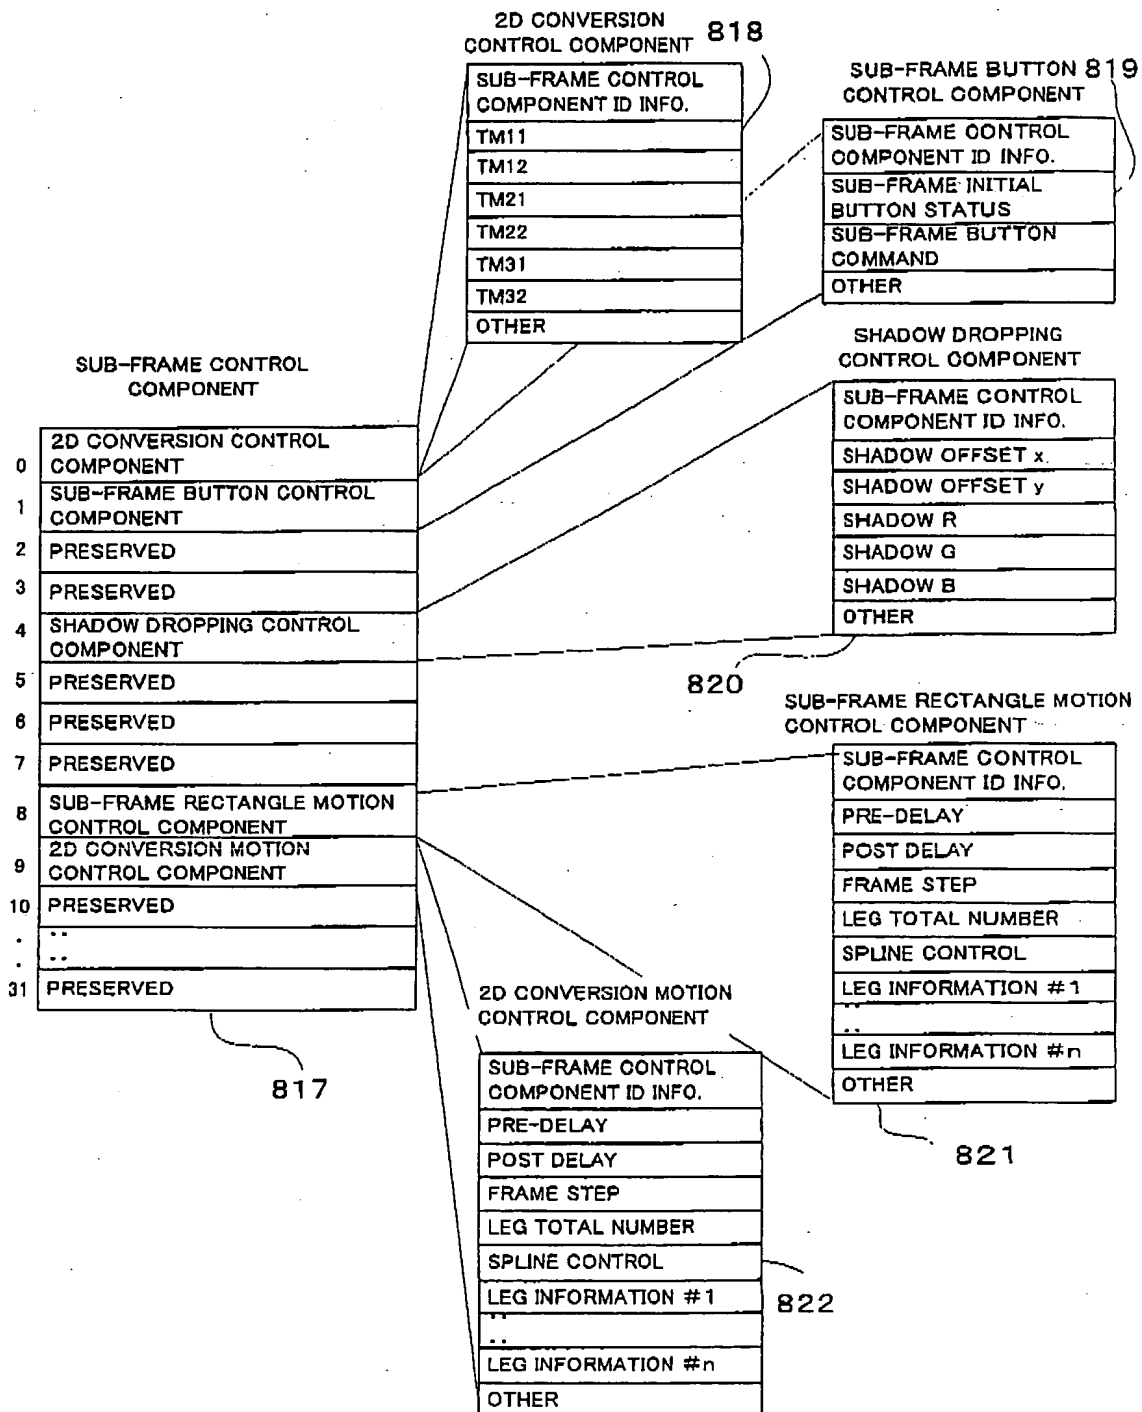 2D CONVERSION
CONTROL COMPONENT 818
SUB-FRAME CONTROL
COMPONENT ID INFO.
TM11
TM12
TM21
TM22
TM31
TM32
OTHER
SUB-FRAME BUTTON 819
CONTROL COMPONENT
SUB-FRAME CONTROL
COMPONENT ID INFO.
SUB-FRAME INITIAL
BUTTON STATUS
SUB-FRAME BUTTON
COMMAND
OTHER
SHADOW DROPPING
CONTROL COMPONENT
SUB-FRAME CONTROL
COMPONENT ID INFO.
SHADOW OFFSET x
SHADOW OFFSET y
SHADOW R
SHADOW G
SHADOW B
OTHER
820
SUB-FRAME CONTROL
COMPONENT
2D CONVERSION CONTROL
0 COMPONENT
SUB-FRAME BUTTON CONTROL
1 COMPONENT
2 PRESERVED
3 PRESERVED
4 SHADOW DROPPING CONTROL
COMPONENT
5 PRESERVED
6 PRESERVED
7 PRESERVED
SUB-FRAME RECTANGLE MOTION
8 CONTROL COMPONENT
2D CONVERSION MOTION
9 CONTROL COMPONENT
10 PRESERVED
: ..
. ..
31 PRESERVED
817
SUB-FRAME RECTANGLE MOTION
CONTROL COMPONENT
SUB-FRAME CONTROL
COMPONENT ID INFO.
PRE-DELAY
POST DELAY
FRAME STEP
LEG TOTAL NUMBER
SPLINE CONTROL
LEG INFORMATION #1
..
..
LEG INFORMATION #n
OTHER
821
2D CONVERSION MOTION
CONTROL COMPONENT
SUB-FRAME CONTROL
COMPONENT ID INFO.
PRE-DELAY
POST DELAY
FRAME STEP
LEG TOTAL NUMBER
SPLINE CONTROL
LEG INFORMATION #1
..
..
LEG INFORMATION #n
OTHER
822